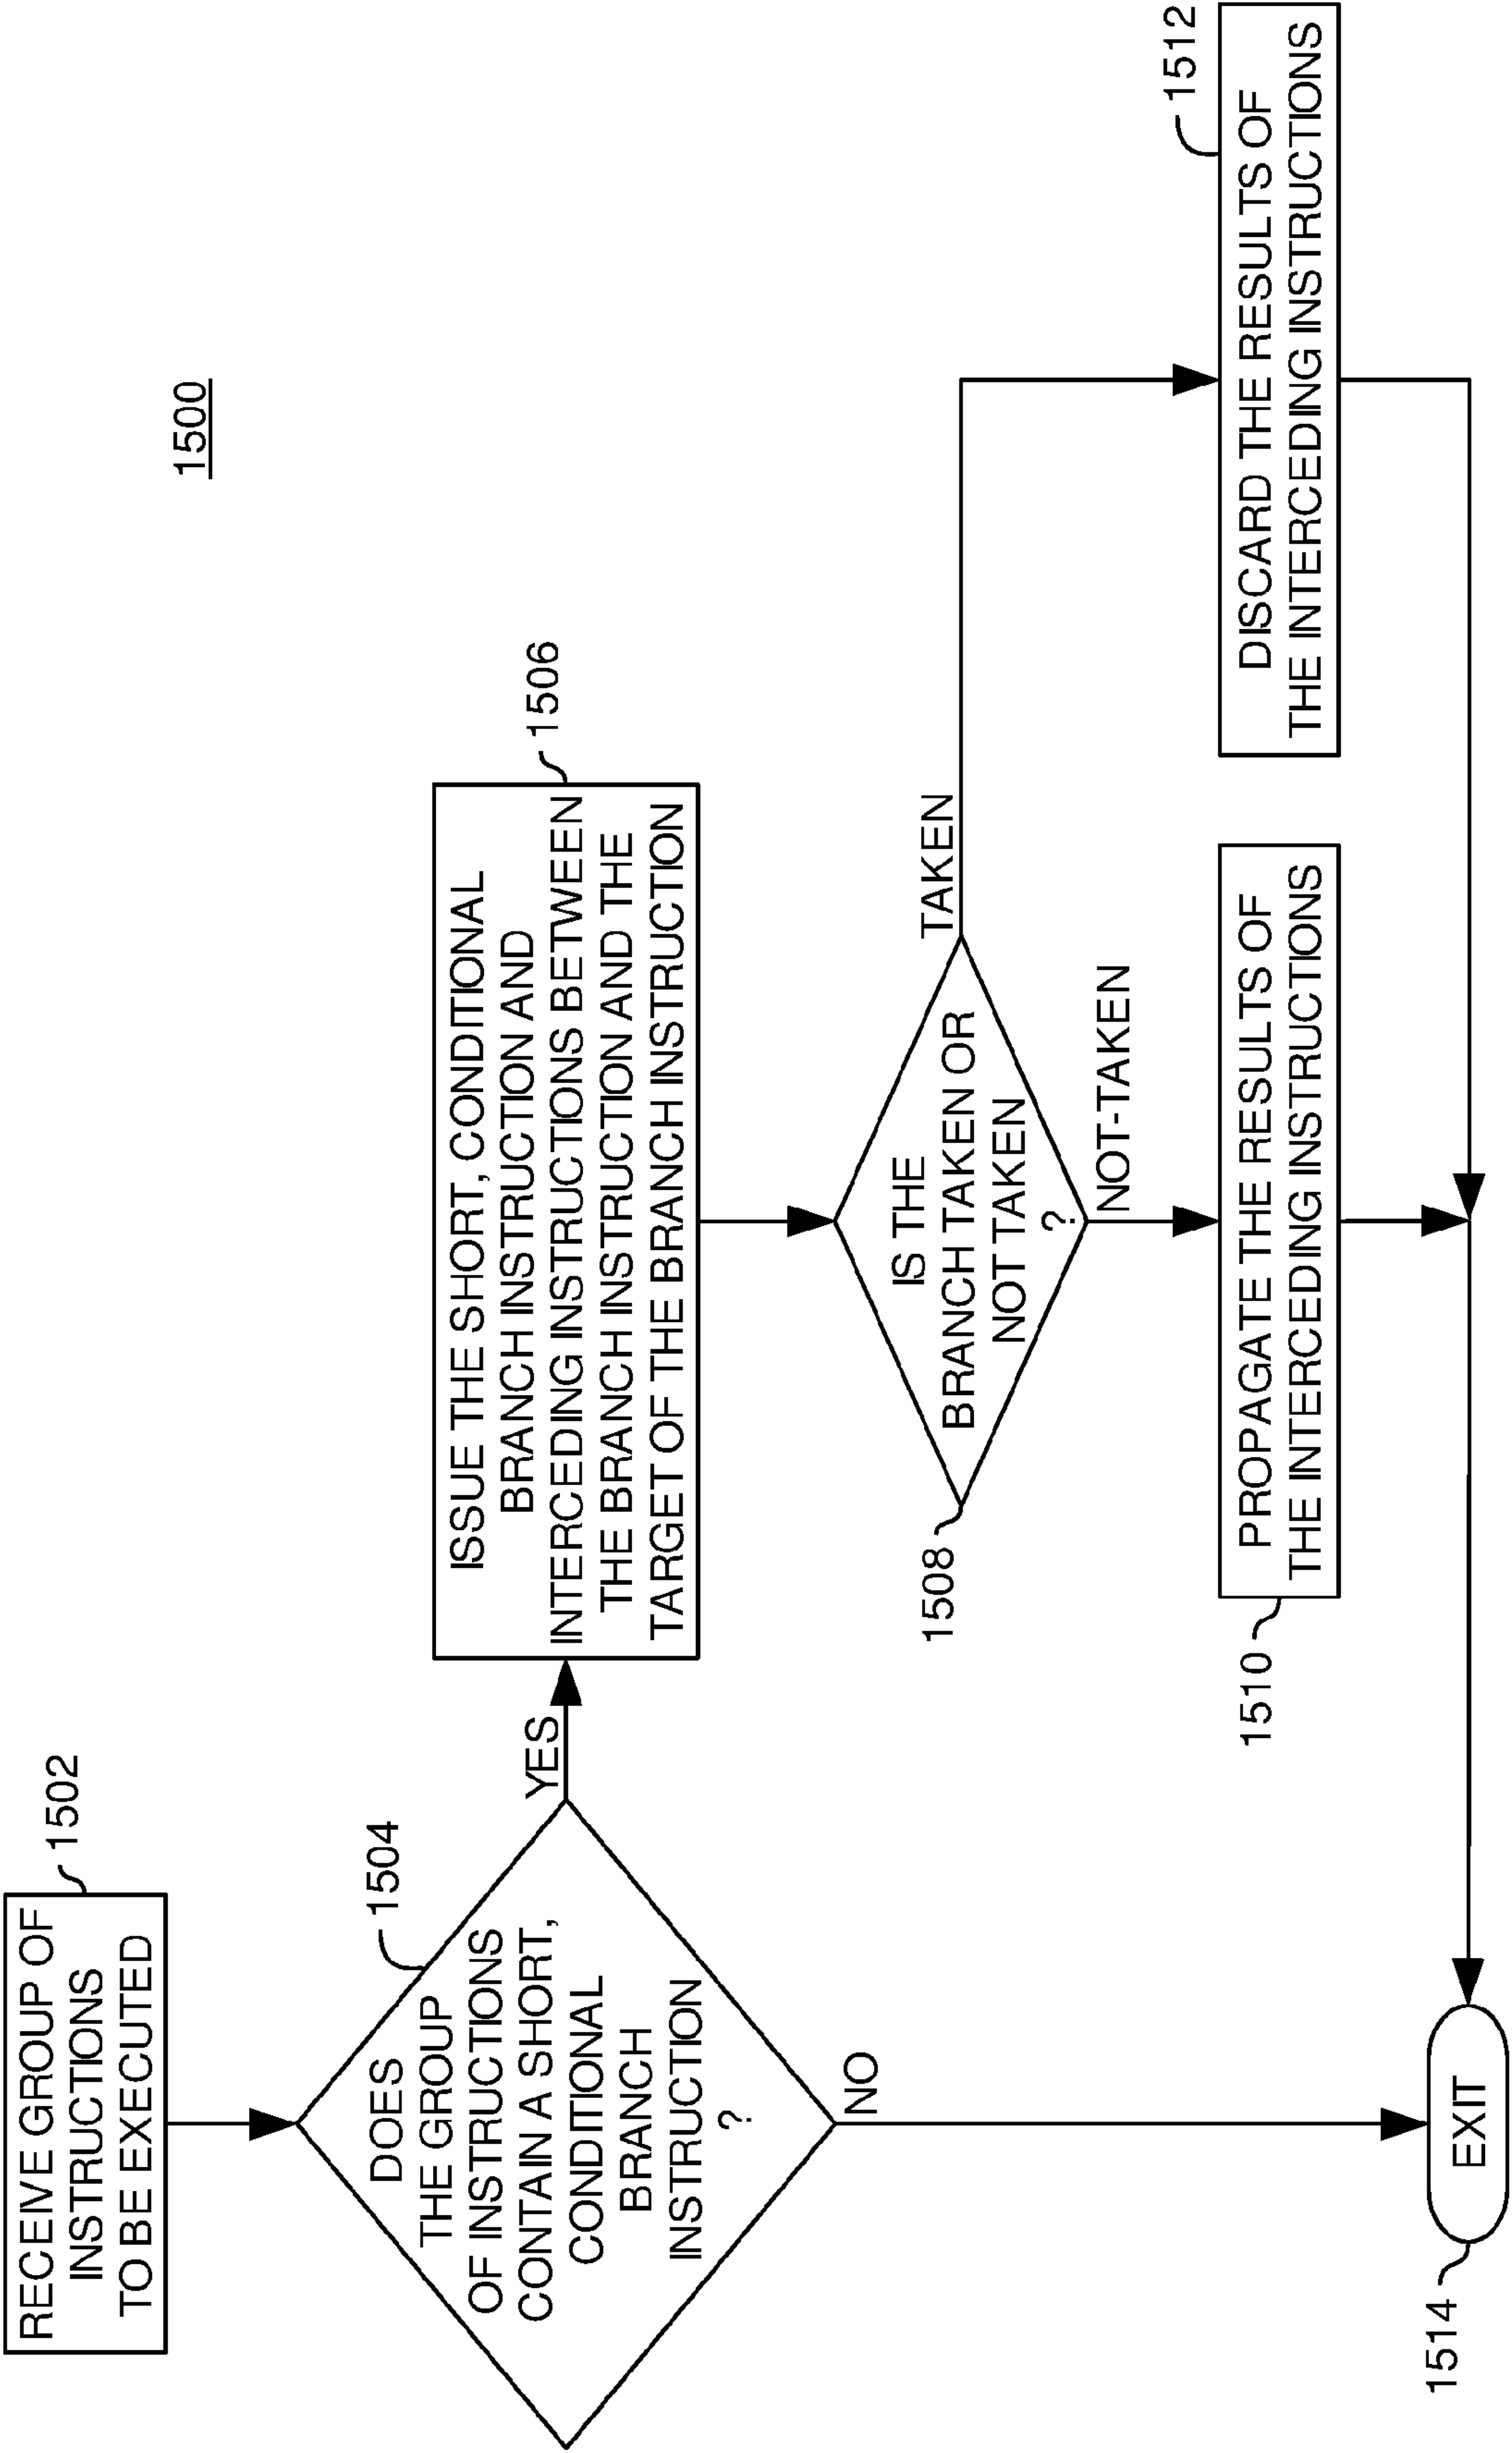 1500
RECEIVE GROUP OF
INSTRUCTIONS
TO BE EXECUTED
1502
DOES
THE GROUP
OF INSTRUCTIONS
CONTAIN A SHORT,
CONDITIONAL
BRANCH
INSTRUCTION
?
1504
YES
NO
ISSUE THE SHORT, CONDITIONAL
BRANCH INSTRUCTION AND
INTERCEDING INSTRUCTIONS BETWEEN
THE BRANCH INSTRUCTION AND THE
TARGET OF THE BRANCH INSTRUCTION
1506
IS THE
BRANCH TAKEN OR
NOT TAKEN
?
1508
TAKEN
NOT-TAKEN
PROPAGATE THE RESULTS OF
THE INTERCEDING INSTRUCTIONS
1510
DISCARD THE RESULTS OF
THE INTERCEDING INSTRUCTIONS
1512
EXIT
1514